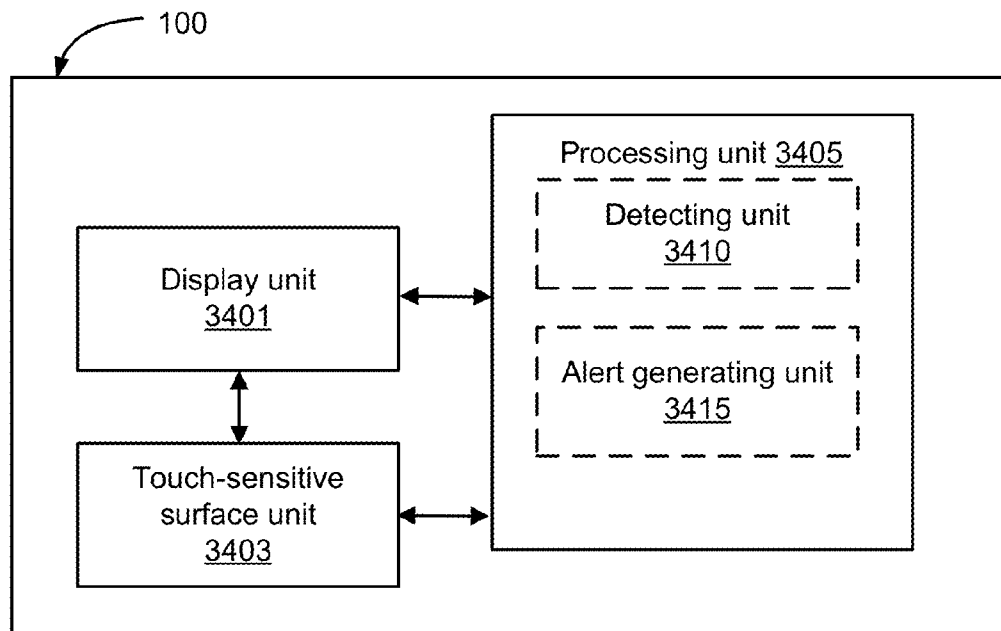 100
Processing unit 3405
Detecting unit
3410
Display unit
3401
Alert generating unit
3415
Touch-sensitive
surface unit
3403